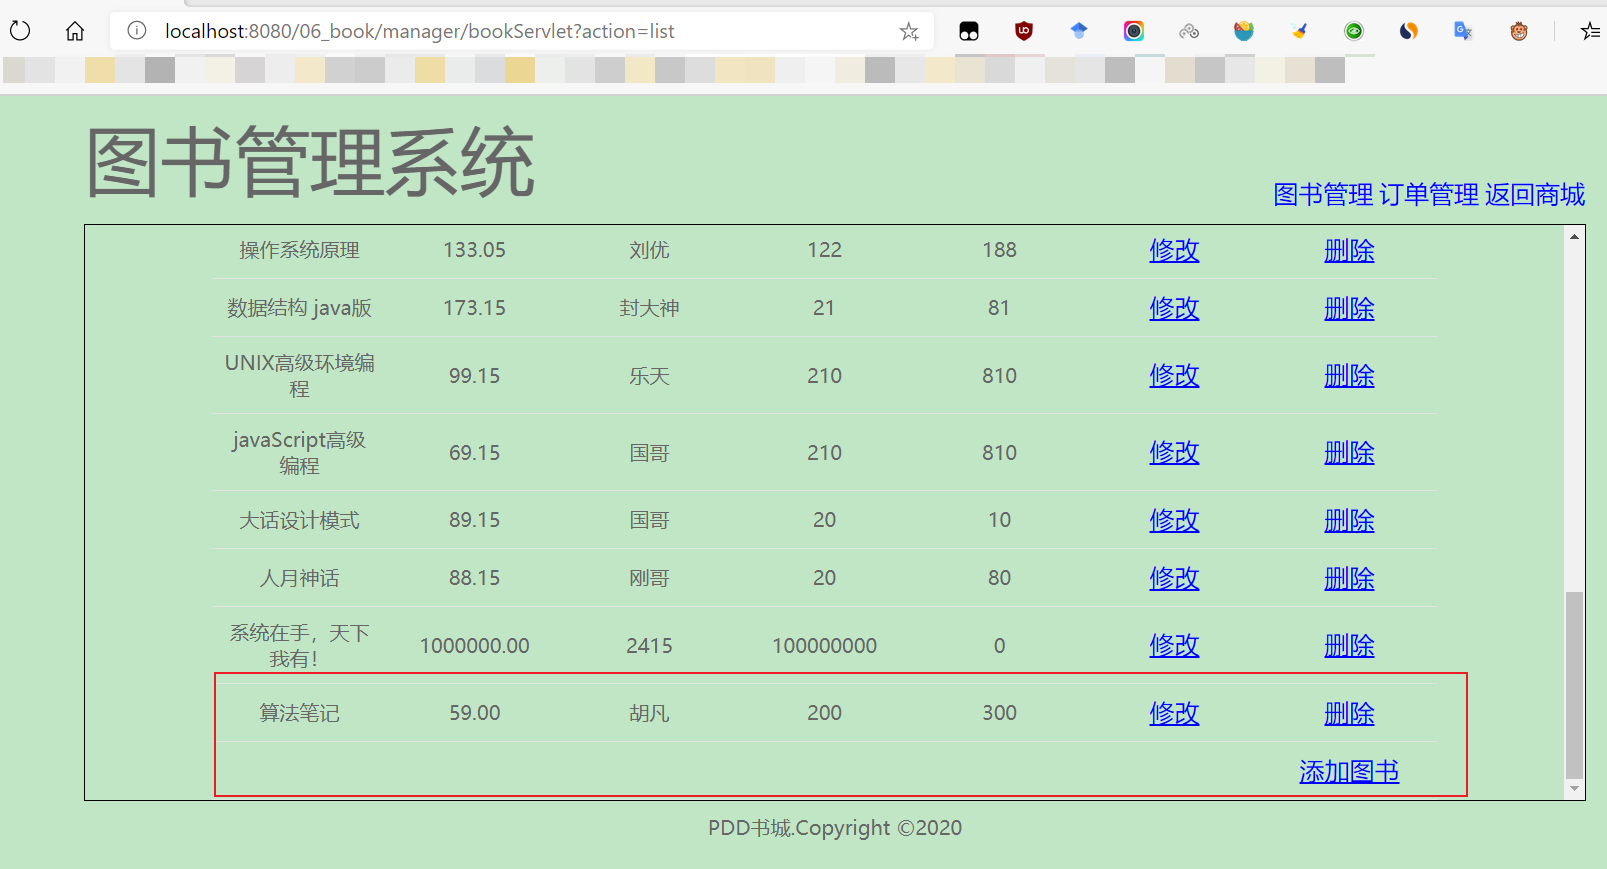 localhost:8080/06_book/manager/bookServlet?action=list
图书管理系统
图书管理 订单管理 返回商城
操作系统原理 133.05 刘优 122 188 修改 删除
数据结构 java版 173.15 封大神 21 81 修改 删除
UNIX高级环境编
程 99.15 乐天 210 810 修改 删除
javaScript高级
编程 69.15 国哥 210 810 修改 删除
大话设计模式 89.15 国哥 20 10 修改 删除
人月神话 88.15 刚哥 20 80 修改 删除
系统在手，天下
我有！ 1000000.00 2415 100000000 0 修改 删除
算法笔记 59.00 胡凡 200 300 修改 删除
添加图书
PDD书城.Copyright ©2020